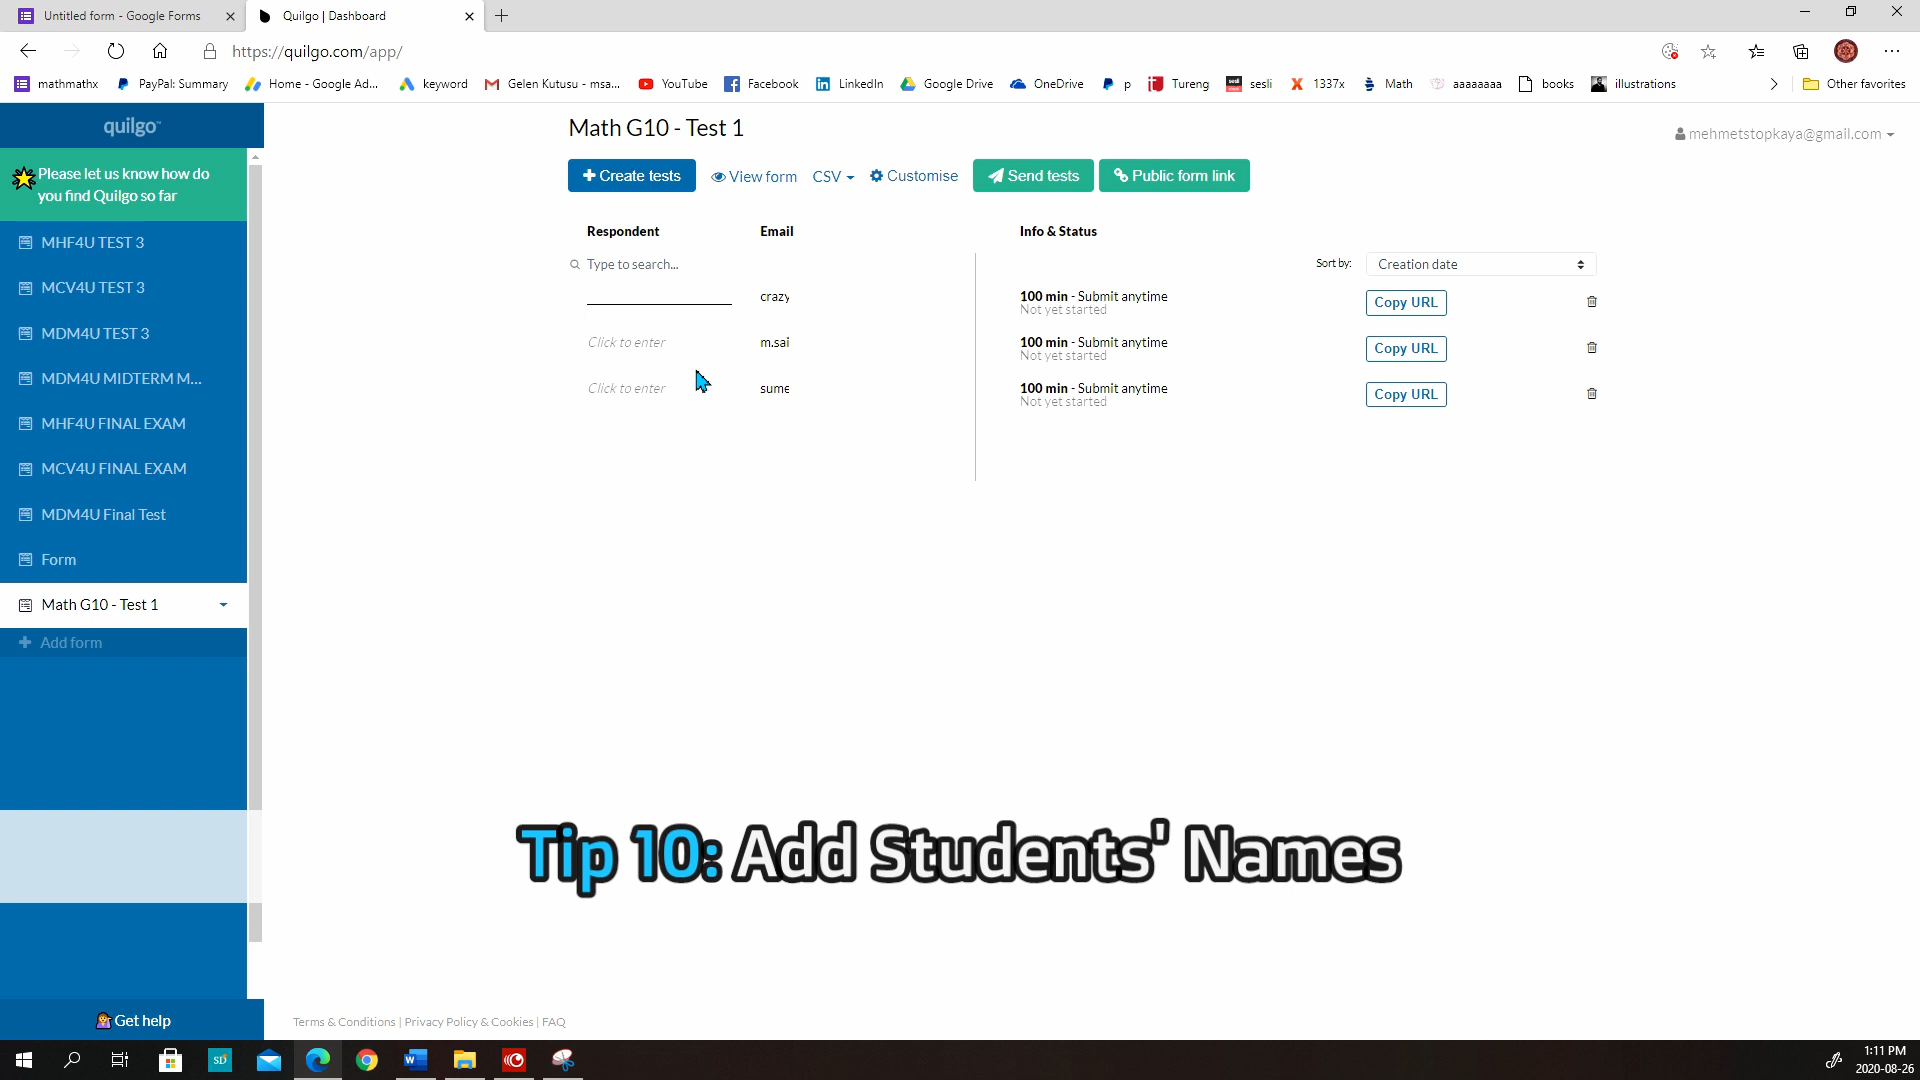 Untitled form - Google Forms
Quilgo | Dashboard
https://quilgo.com/app/
mathmathx
PayPal: Summary
Home - Google Ad...
keyword
Gelen Kutusu - msa...
YouTube
Facebook
LinkedIn
Google Drive
OneDrive
p
Tureng
sesli
1337x
Math
aaaaaaaa
books
illustrations
Other favorites
quilgo™
Math G10 - Test 1
mehmetstopkaya@gmail.com
Please let us know how do
you find Quilgo so far
Create tests
View form
CSV
Customise
Send tests
Public form link
MHF4U TEST 3
MCV4U TEST 3
MDM4U TEST 3
MDM4U MIDTERM M...
MHF4U FINAL EXAM
MCV4U FINAL EXAM
MDM4U Final Test
Form
Math G10 - Test 1
Add form
Respondent
Email
Info & Status
Type to search...
Sort by:
Creation date
crazy
100 min - Submit anytime
Not yet started
Copy URL
Click to enter
m.sai
100 min - Submit anytime
Not yet started
Copy URL
Click to enter
sume
100 min - Submit anytime
Not yet started
Copy URL
Tip 10: Add Students' Names
Get help
Terms & Conditions | Privacy Policy & Cookies | FAQ
SD
1:11 PM
2020-08-26